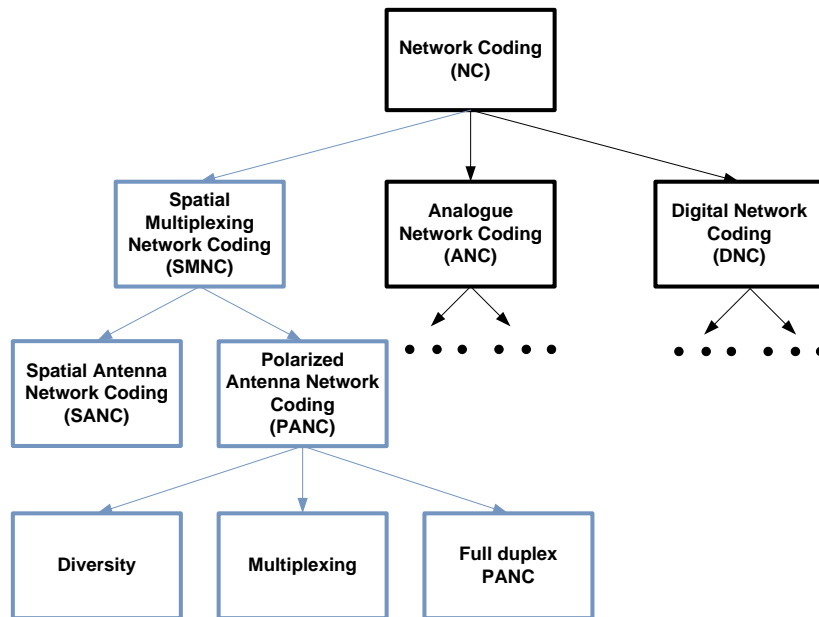 Network Coding
(NC)
Spatial
Multiplexing
Network Coding
(SMNC)
Analogue
Network Coding
(ANC)
Digital Network
Coding
(DNC)
Spatial Antenna
Network Coding
(SANC)
Polarized
Antenna Network
Coding
(PANC)
Diversity
Multiplexing
Full duplex
PANC